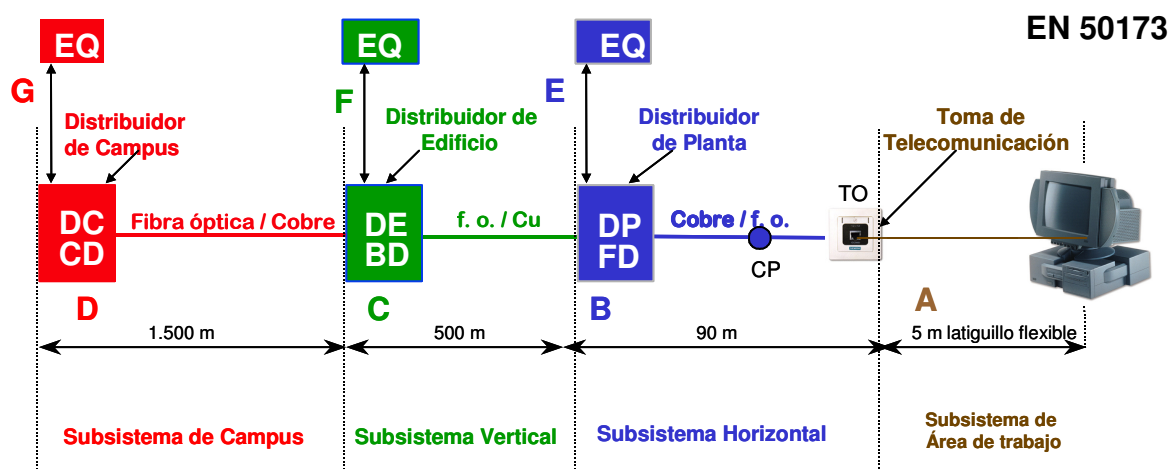 EN 50173
EQ
EQ
EQ
G
F
E
Distribuidor
de Campus
Distribuidor de
Edificio
Distribuidor
de Planta
Toma de
Telecomunicación
TO
DC
CD
Fibra óptica / Cobre
DE
BD
f. o. / Cu
DP
FD
Cobre / f. o.
CP
D
C
B
A
1.500 m
500 m
90 m
5 m latiguillo flexible
Subsistema de Campus
Subsistema Vertical
Subsistema Horizontal
Subsistema de
Área de trabajo